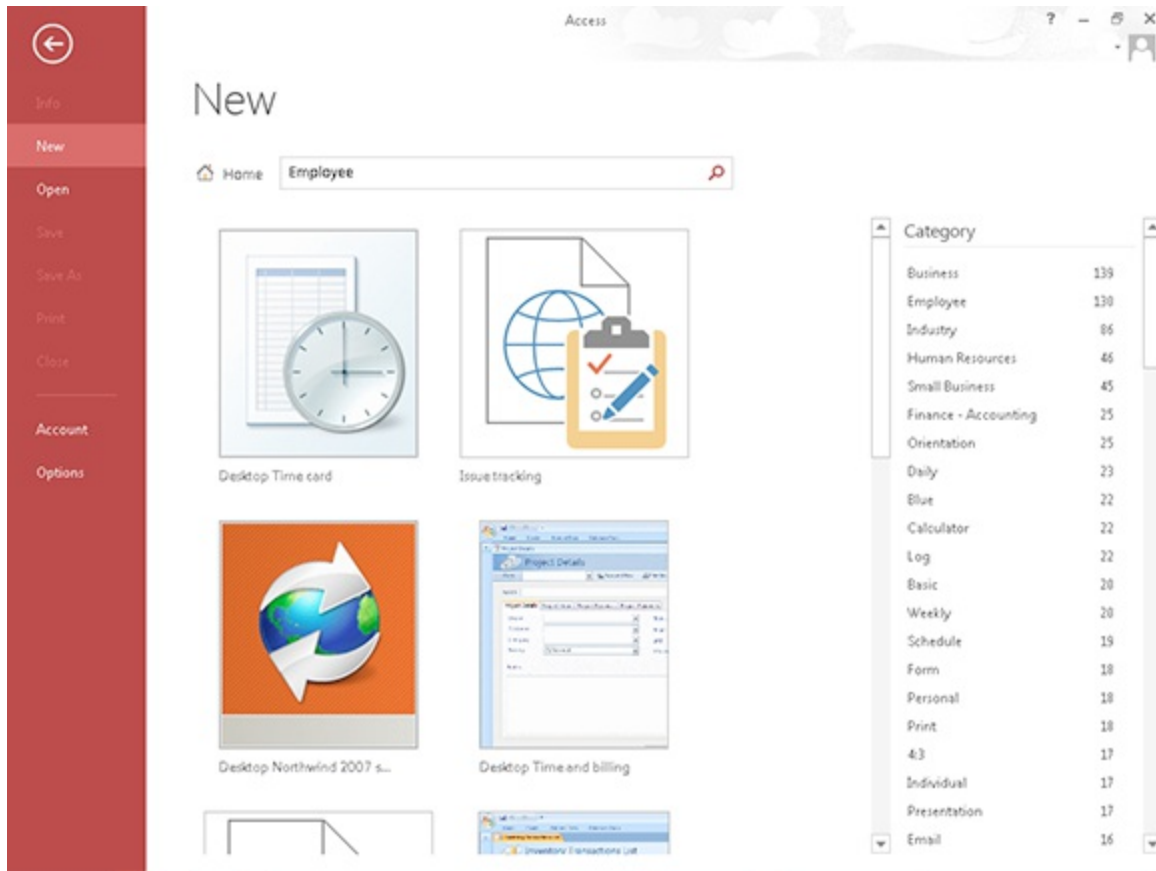 Access
?
Info
New
Open
Save
Save As
Print
Close
Account
Options
New
Home
Employee
Desktop Time card
Issue tracking
Project Details
Desktop Northwind 2007 s...
Desktop Time and billing
Inventory Transactions List
Category
Business 139
Employee 130
Industry 86
Human Resources 46
Small Business 45
Finance - Accounting 25
Orientation 25
Daily 23
Blue 22
Calculator 22
Log 22
Basic 20
Weekly 20
Schedule 19
Form 18
Personal 18
Print 18
4:3 17
Individual 17
Presentation 17
Email 16